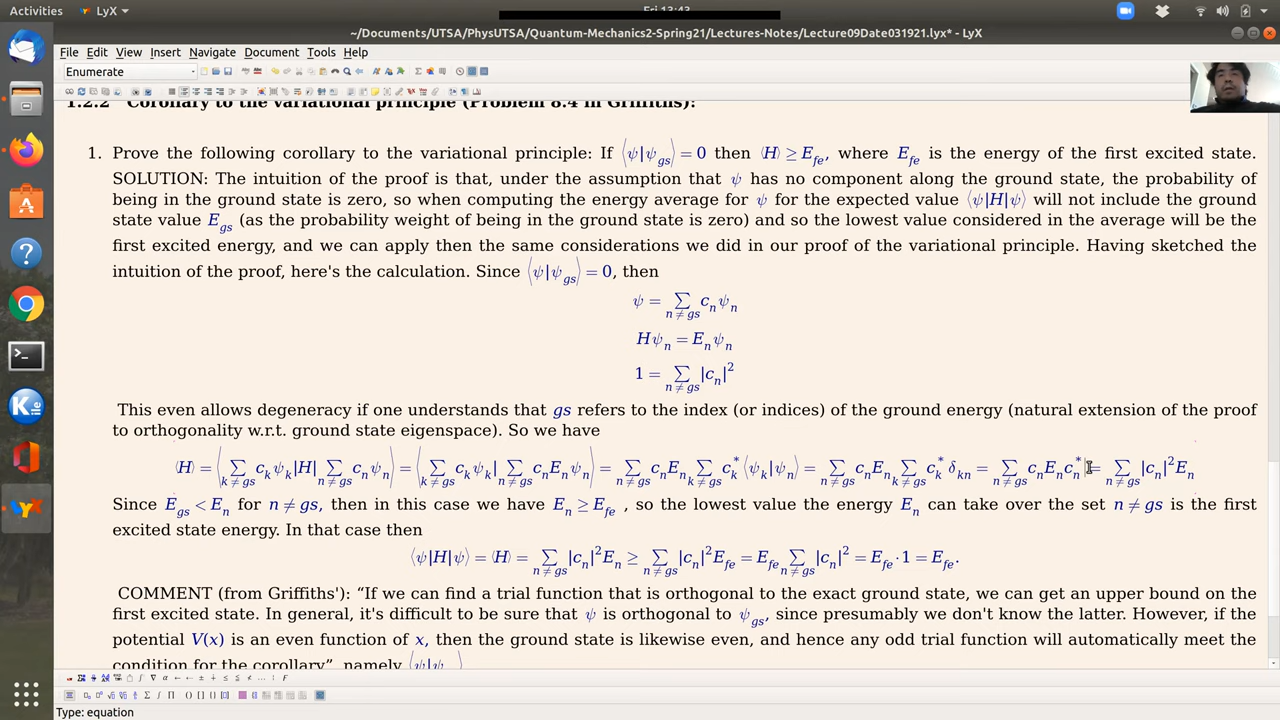 Activities LyX Fri 13:43
~/Documents/UTSA/PhysUTSA/Quantum-Mechanics2-Spring21/Lectures-Notes/Lecture09Date031921.lyx* - LyX
File Edit View Insert Navigate Document Tools Help
Enumerate
1.2.2 Corollary to the variational principle (Problem 8.4 in Griffiths):
1. Prove the following corollary to the variational principle: If ⟨ψ|ψ_gs⟩ = 0 then ⟨H⟩ ≥ E_fe, where E_fe is the energy of the first excited state.
SOLUTION: The intuition of the proof is that, under the assumption that ψ has no component along the ground state, the probability of
being in the ground state is zero, so when computing the energy average for ψ for the expected value ⟨ψ|H|ψ⟩ will not include the ground
state value E_gs (as the probability weight of being in the ground state is zero) and so the lowest value considered in the average will be the
first excited energy, and we can apply then the same considerations we did in our proof of the variational principle. Having sketched the
intuition of the proof, here's the calculation. Since ⟨ψ|ψ_gs⟩ = 0, then
ψ = ∑_{n≠gs} c_n ψ_n
Hψ_n = E_n ψ_n
1 = ∑_{n≠gs} |c_n|^2
This even allows degeneracy if one understands that gs refers to the index (or indices) of the ground energy (natural extension of the proof
to orthogonality w.r.t. ground state eigenspace). So we have
⟨H⟩ = ⟨∑_{k≠gs} c_k ψ_k|H|∑_{n≠gs} c_n ψ_n⟩ = ⟨∑_{k≠gs} c_k ψ_k|∑_{n≠gs} c_n E_n ψ_n⟩ = ∑_{n≠gs} c_n E_n ∑_{k≠gs} c_k^* ⟨ψ_k|ψ_n⟩ = ∑_{n≠gs} c_n E_n ∑_{k≠gs} c_k^* δ_kn = ∑_{n≠gs} c_n E_n c_n^* = ∑_{n≠gs} |c_n|^2 E_n
Since E_gs < E_n for n ≠ gs, then in this case we have E_n ≥ E_fe , so the lowest value the energy E_n can take over the set n ≠ gs is the first
excited state energy. In that case then
⟨ψ|H|ψ⟩ = ⟨H⟩ = ∑_{n≠gs} |c_n|^2 E_n ≥ ∑_{n≠gs} |c_n|^2 E_fe = E_fe ∑_{n≠gs} |c_n|^2 = E_fe · 1 = E_fe.
COMMENT (from Griffiths'): “If we can find a trial function that is orthogonal to the exact ground state, we can get an upper bound on the
first excited state. In general, it's difficult to be sure that ψ is orthogonal to ψ_gs, since presumably we don't know the latter. However, if the
potential V(x) is an even function of x, then the ground state is likewise even, and hence any odd trial function will automatically meet the
condition for the corollary”, namely ⟨ψ|ψ
Type: equation